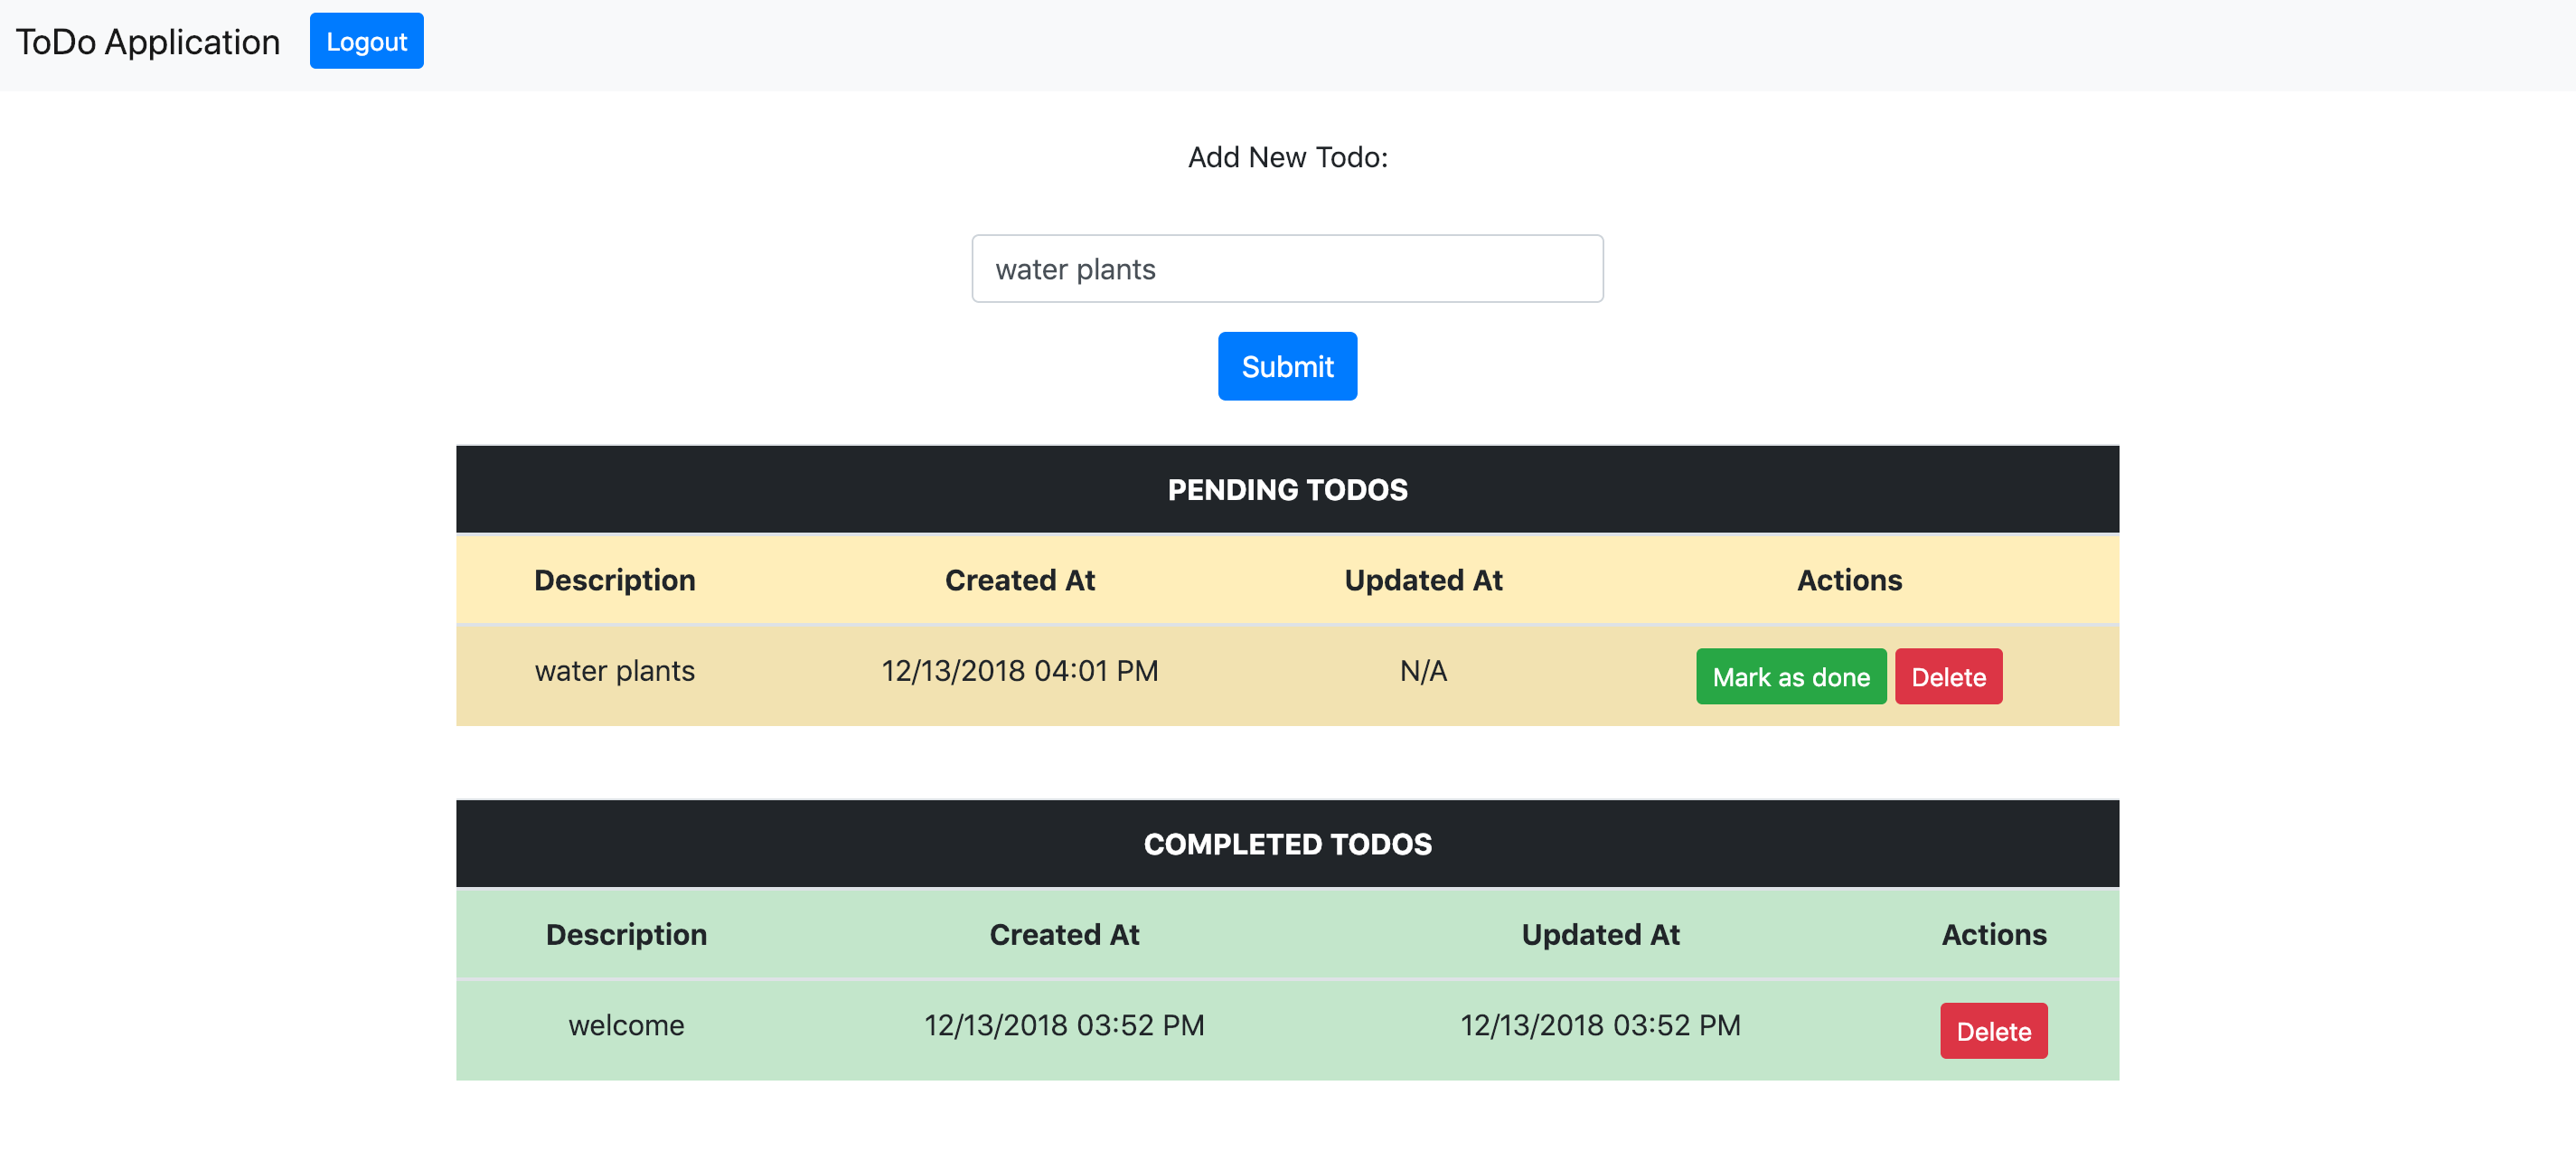 ToDo Application Logout
Add New Todo:
water plants
Submit
PENDING TODOS
Description Created At Updated At Actions
water plants 12/13/2018 04:01 PM N/A Mark as done Delete
COMPLETED TODOS
Description Created At Updated At Actions
welcome 12/13/2018 03:52 PM 12/13/2018 03:52 PM Delete